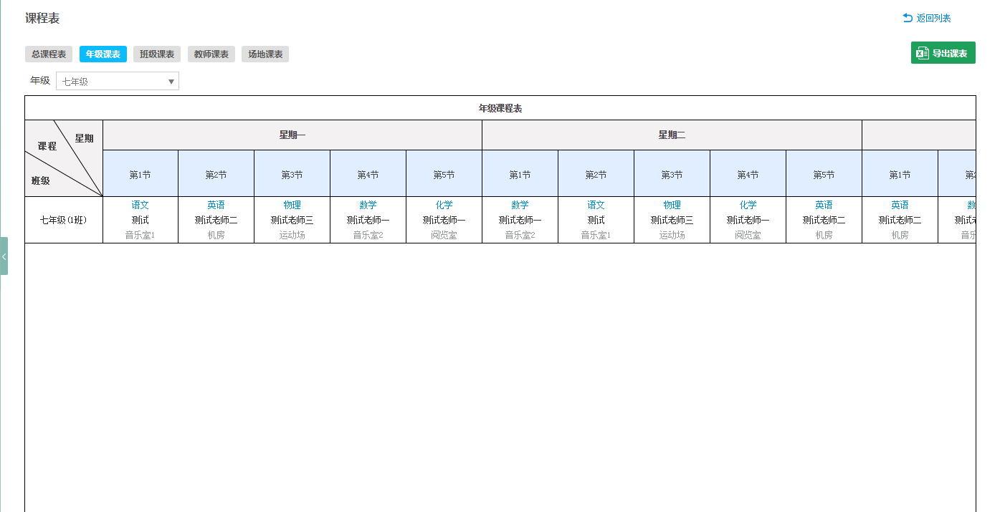 课程表
返回列表
总课程表 年级课表 班级课表 教师课表 场地课表
导出课表
年级 七年级
年级课程表
课程 星期 班级
星期一 星期二
第1节 第2节 第3节 第4节 第5节 第1节 第2节 第3节 第4节 第5节 第1节 第
语文 英语 物理 数学 化学 数学 语文 物理 化学 英语 英语 数
七年级(1班) 测试 测试老师二 测试老师三 测试老师一 测试老师一 测试老师一 测试 测试老师三 测试老师一 测试老师二 测试老师二 测试
音乐室1 机房 运动场 音乐室2 阅览室 音乐室2 音乐室1 运动场 阅览室 机房 机房 音乐